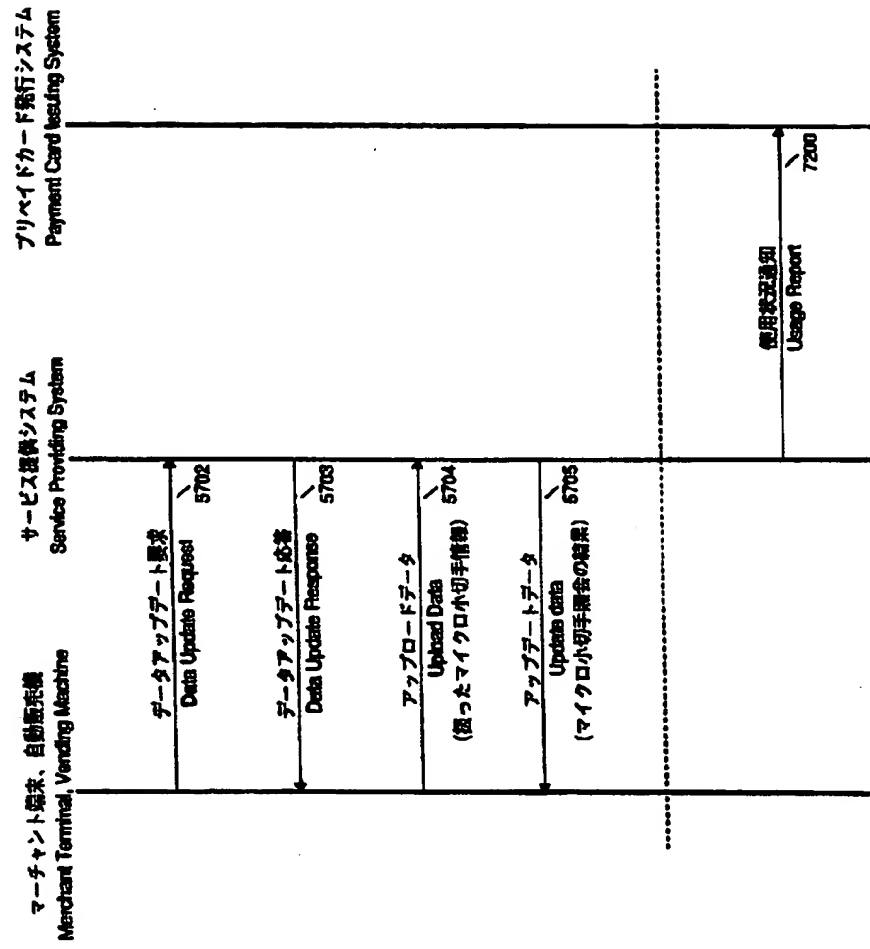 マーチャント端末、自動販売機
Merchant Terminal, Vending Machine
サービス提供システム
Service Providing System
プリペイドカード発行システム
Payment Card Issuing System
データアップデート要求
Data Update Request
5702
データアップデート応答
Data Update Response
5703
アップロードデータ
Upload Data
(扱ったマイクロ小切手情報)
5704
アップデートデータ
Update data
(マイクロ小切手照会の結果)
5705
使用状況通知
Usage Report
7200